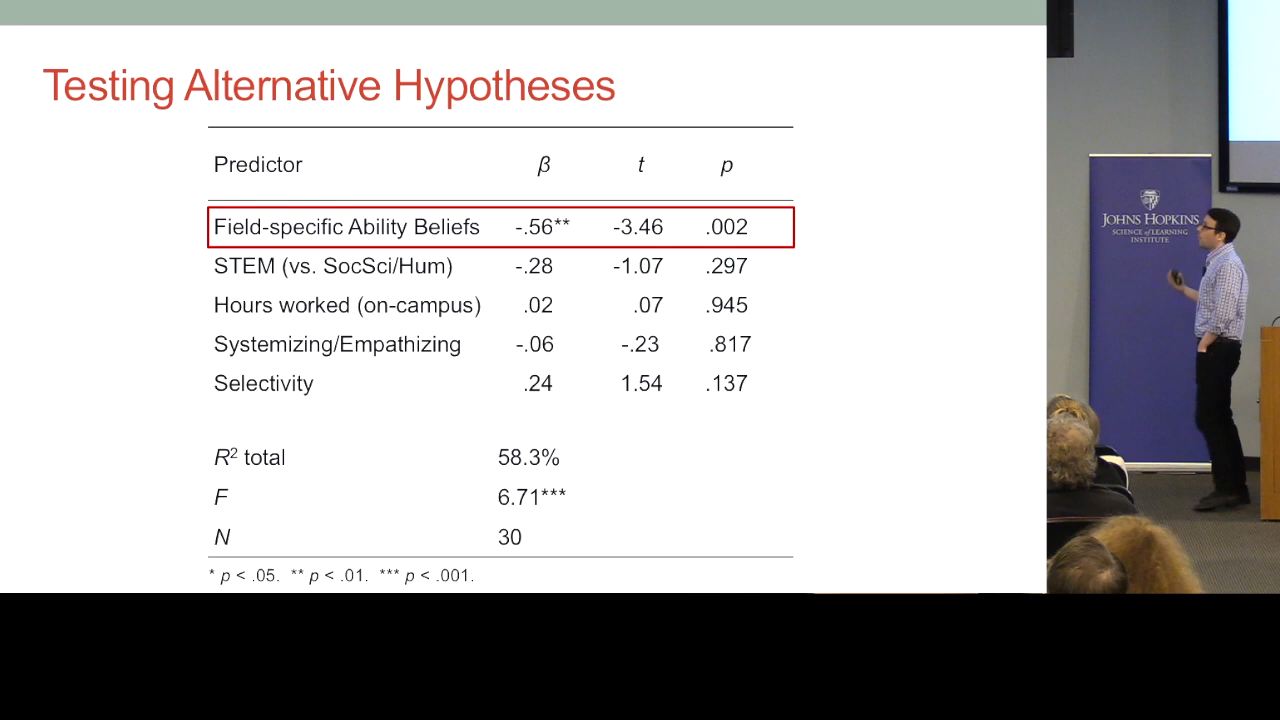 Testing Alternative Hypotheses
Predictor β t p
Field-specific Ability Beliefs -.56** -3.46 .002
STEM (vs. SocSci/Hum) -.28 -1.07 .297
Hours worked (on-campus) .02 .07 .945
Systemizing/Empathizing -.06 -.23 .817
Selectivity .24 1.54 .137
R² total 58.3%
F 6.71***
N 30
* p < .05. ** p < .01. *** p < .001.
JOHNS HOPKINS
SCIENCE of LEARNING
INSTITUTE